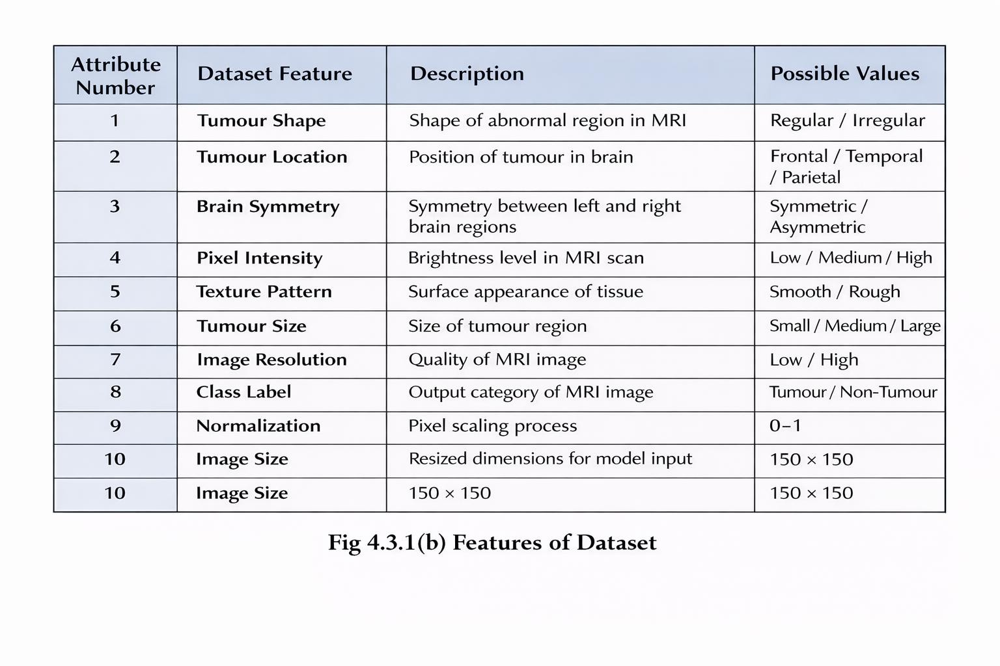 Attribute Number Dataset Feature Description Possible Values
1 Tumour Shape Shape of abnormal region in MRI Regular / Irregular
2 Tumour Location Position of tumour in brain Frontal / Temporal
/ Parietal
3 Brain Symmetry Symmetry between left and right Symmetric /
brain regions Asymmetric
4 Pixel Intensity Brightness level in MRI scan Low / Medium / High
5 Texture Pattern Surface appearance of tissue Smooth / Rough
6 Tumour Size Size of tumour region Small / Medium / Large
7 Image Resolution Quality of MRI image Low / High
8 Class Label Output category of MRI image Tumour / Non-Tumour
9 Normalization Pixel scaling process 0–1
10 Image Size Resized dimensions for model input 150 × 150
10 Image Size 150 × 150 150 × 150
Fig 4.3.1(b) Features of Dataset